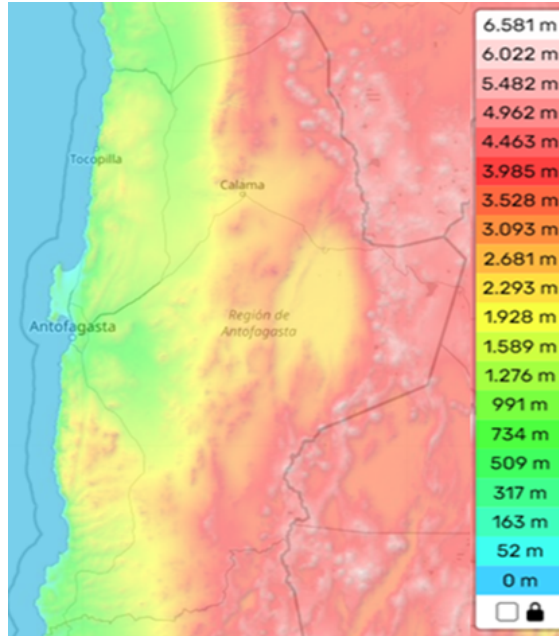 Tocopilla
Calama
Antofagasta
Región de
Antofagasta
6.581 m
6.022 m
5.482 m
4.962 m
4.463 m
3.985 m
3.528 m
3.093 m
2.681 m
2.293 m
1.928 m
1.589 m
1.276 m
991 m
734 m
509 m
317 m
163 m
52 m
0 m